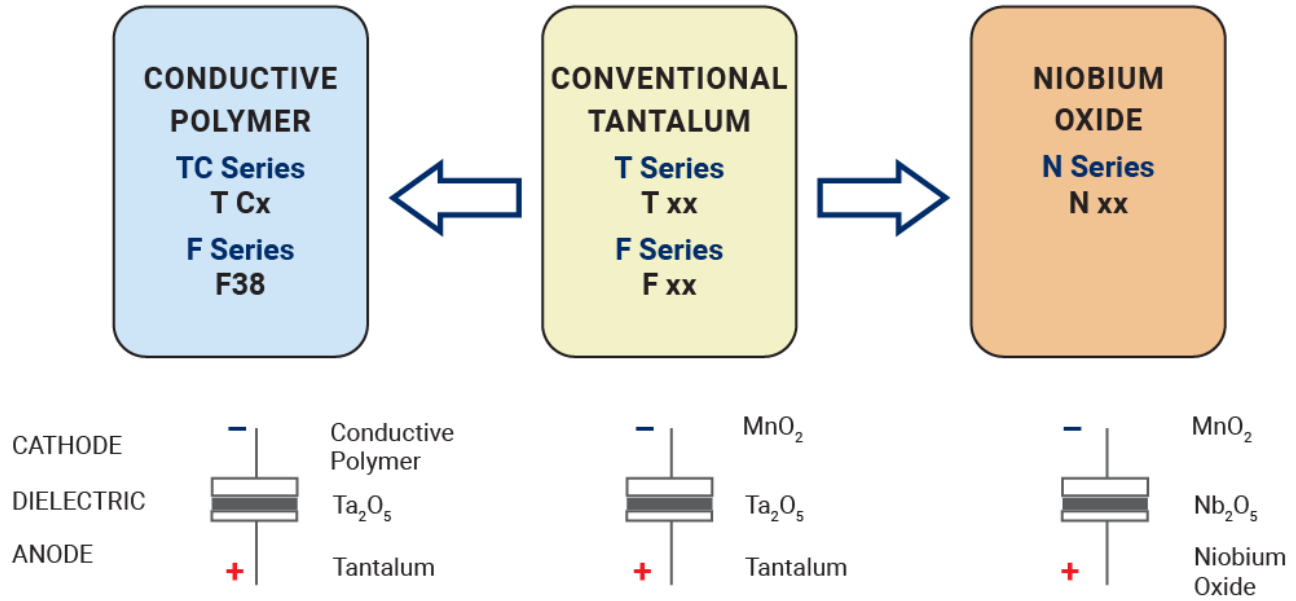 CONDUCTIVE
POLYMER
TC Series
T Cx
F Series
F38
CONVENTIONAL
TANTALUM
T Series
T xx
F Series
F xx
NIOBIUM
OXIDE
N Series
N xx
CATHODE
DIELECTRIC
ANODE
−
Conductive
Polymer
Ta₂O₅
+
Tantalum
−
MnO₂
Ta₂O₅
+
Tantalum
−
MnO₂
Nb₂O₅
+
Niobium
Oxide